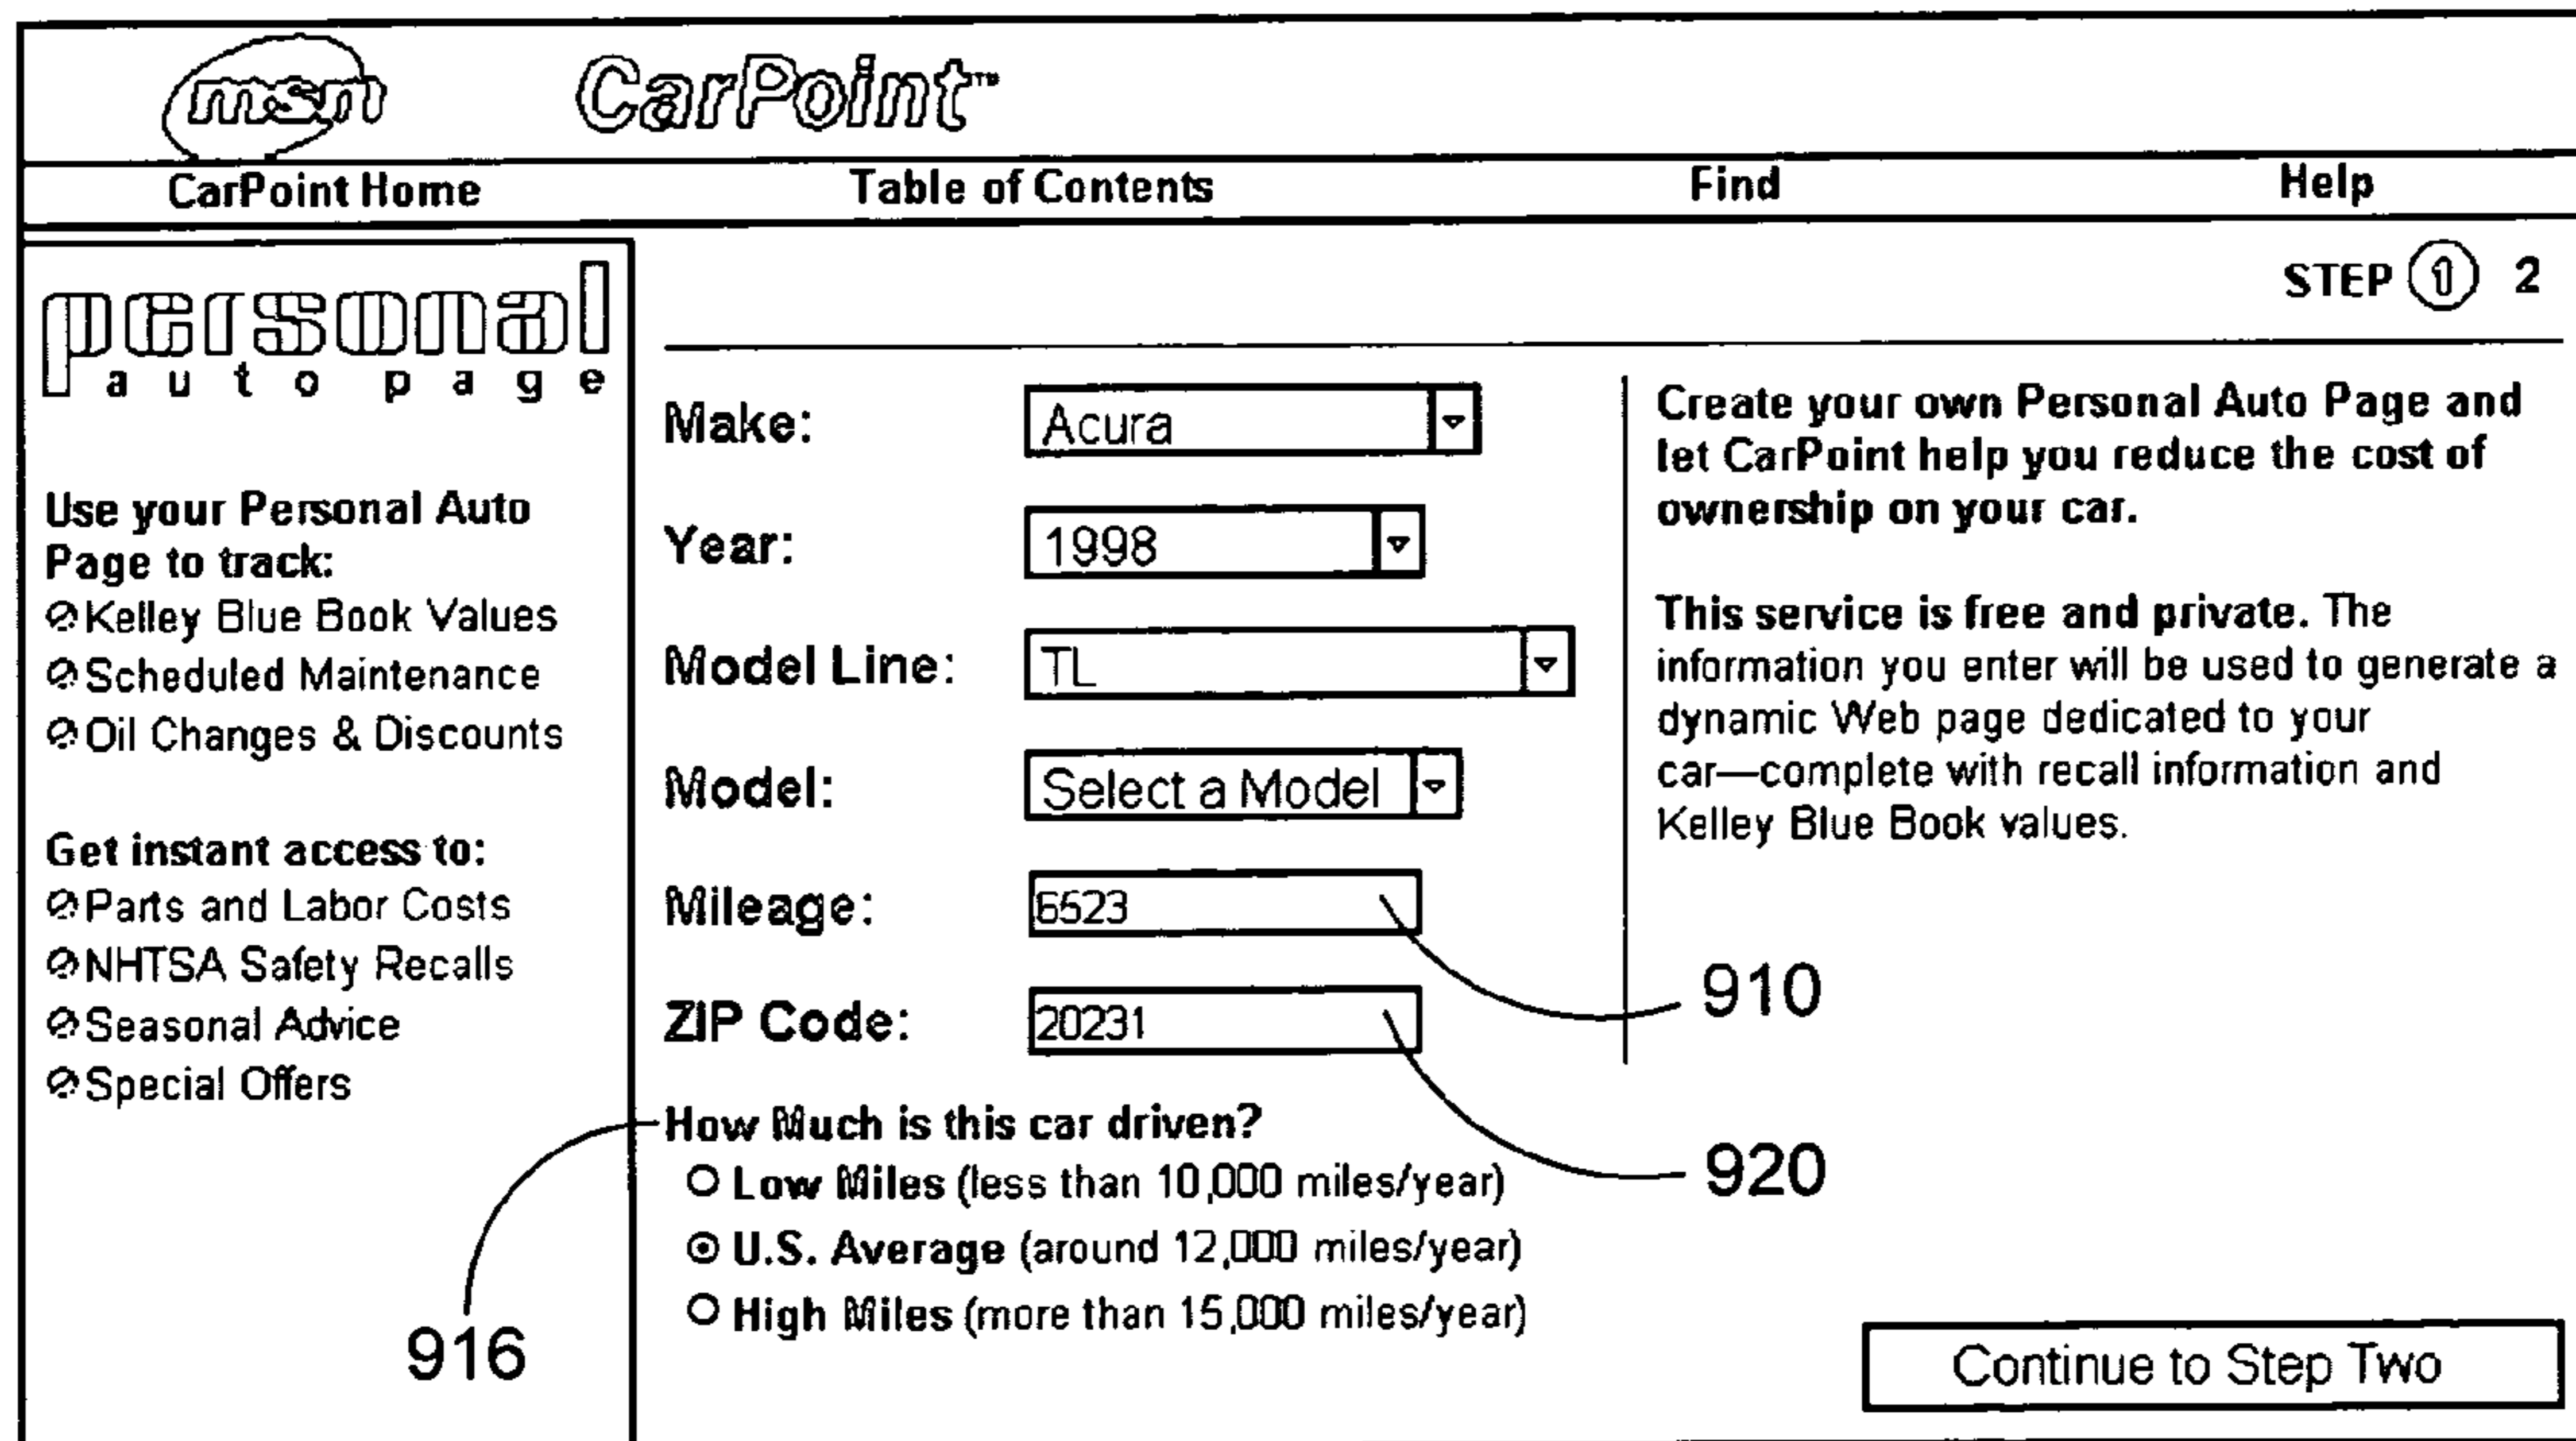 msn CarPoint™
CarPoint Home Table of Contents Find Help
STEP 1 2
personal
auto page
Use your Personal Auto
Page to track:
Kelley Blue Book Values
Scheduled Maintenance
Oil Changes & Discounts
Get instant access to:
Parts and Labor Costs
NHTSA Safety Recalls
Seasonal Advice
Special Offers
Make: Acura
Year: 1998
Model Line: TL
Model: Select a Model
Mileage: 6523
ZIP Code: 20231
How Much is this car driven?
Low Miles (less than 10,000 miles/year)
U.S. Average (around 12,000 miles/year)
High Miles (more than 15,000 miles/year)
Create your own Personal Auto Page and
let CarPoint help you reduce the cost of
ownership on your car.
This service is free and private. The
information you enter will be used to generate a
dynamic Web page dedicated to your
car—complete with recall information and
Kelley Blue Book values.
910
920
916
Continue to Step Two